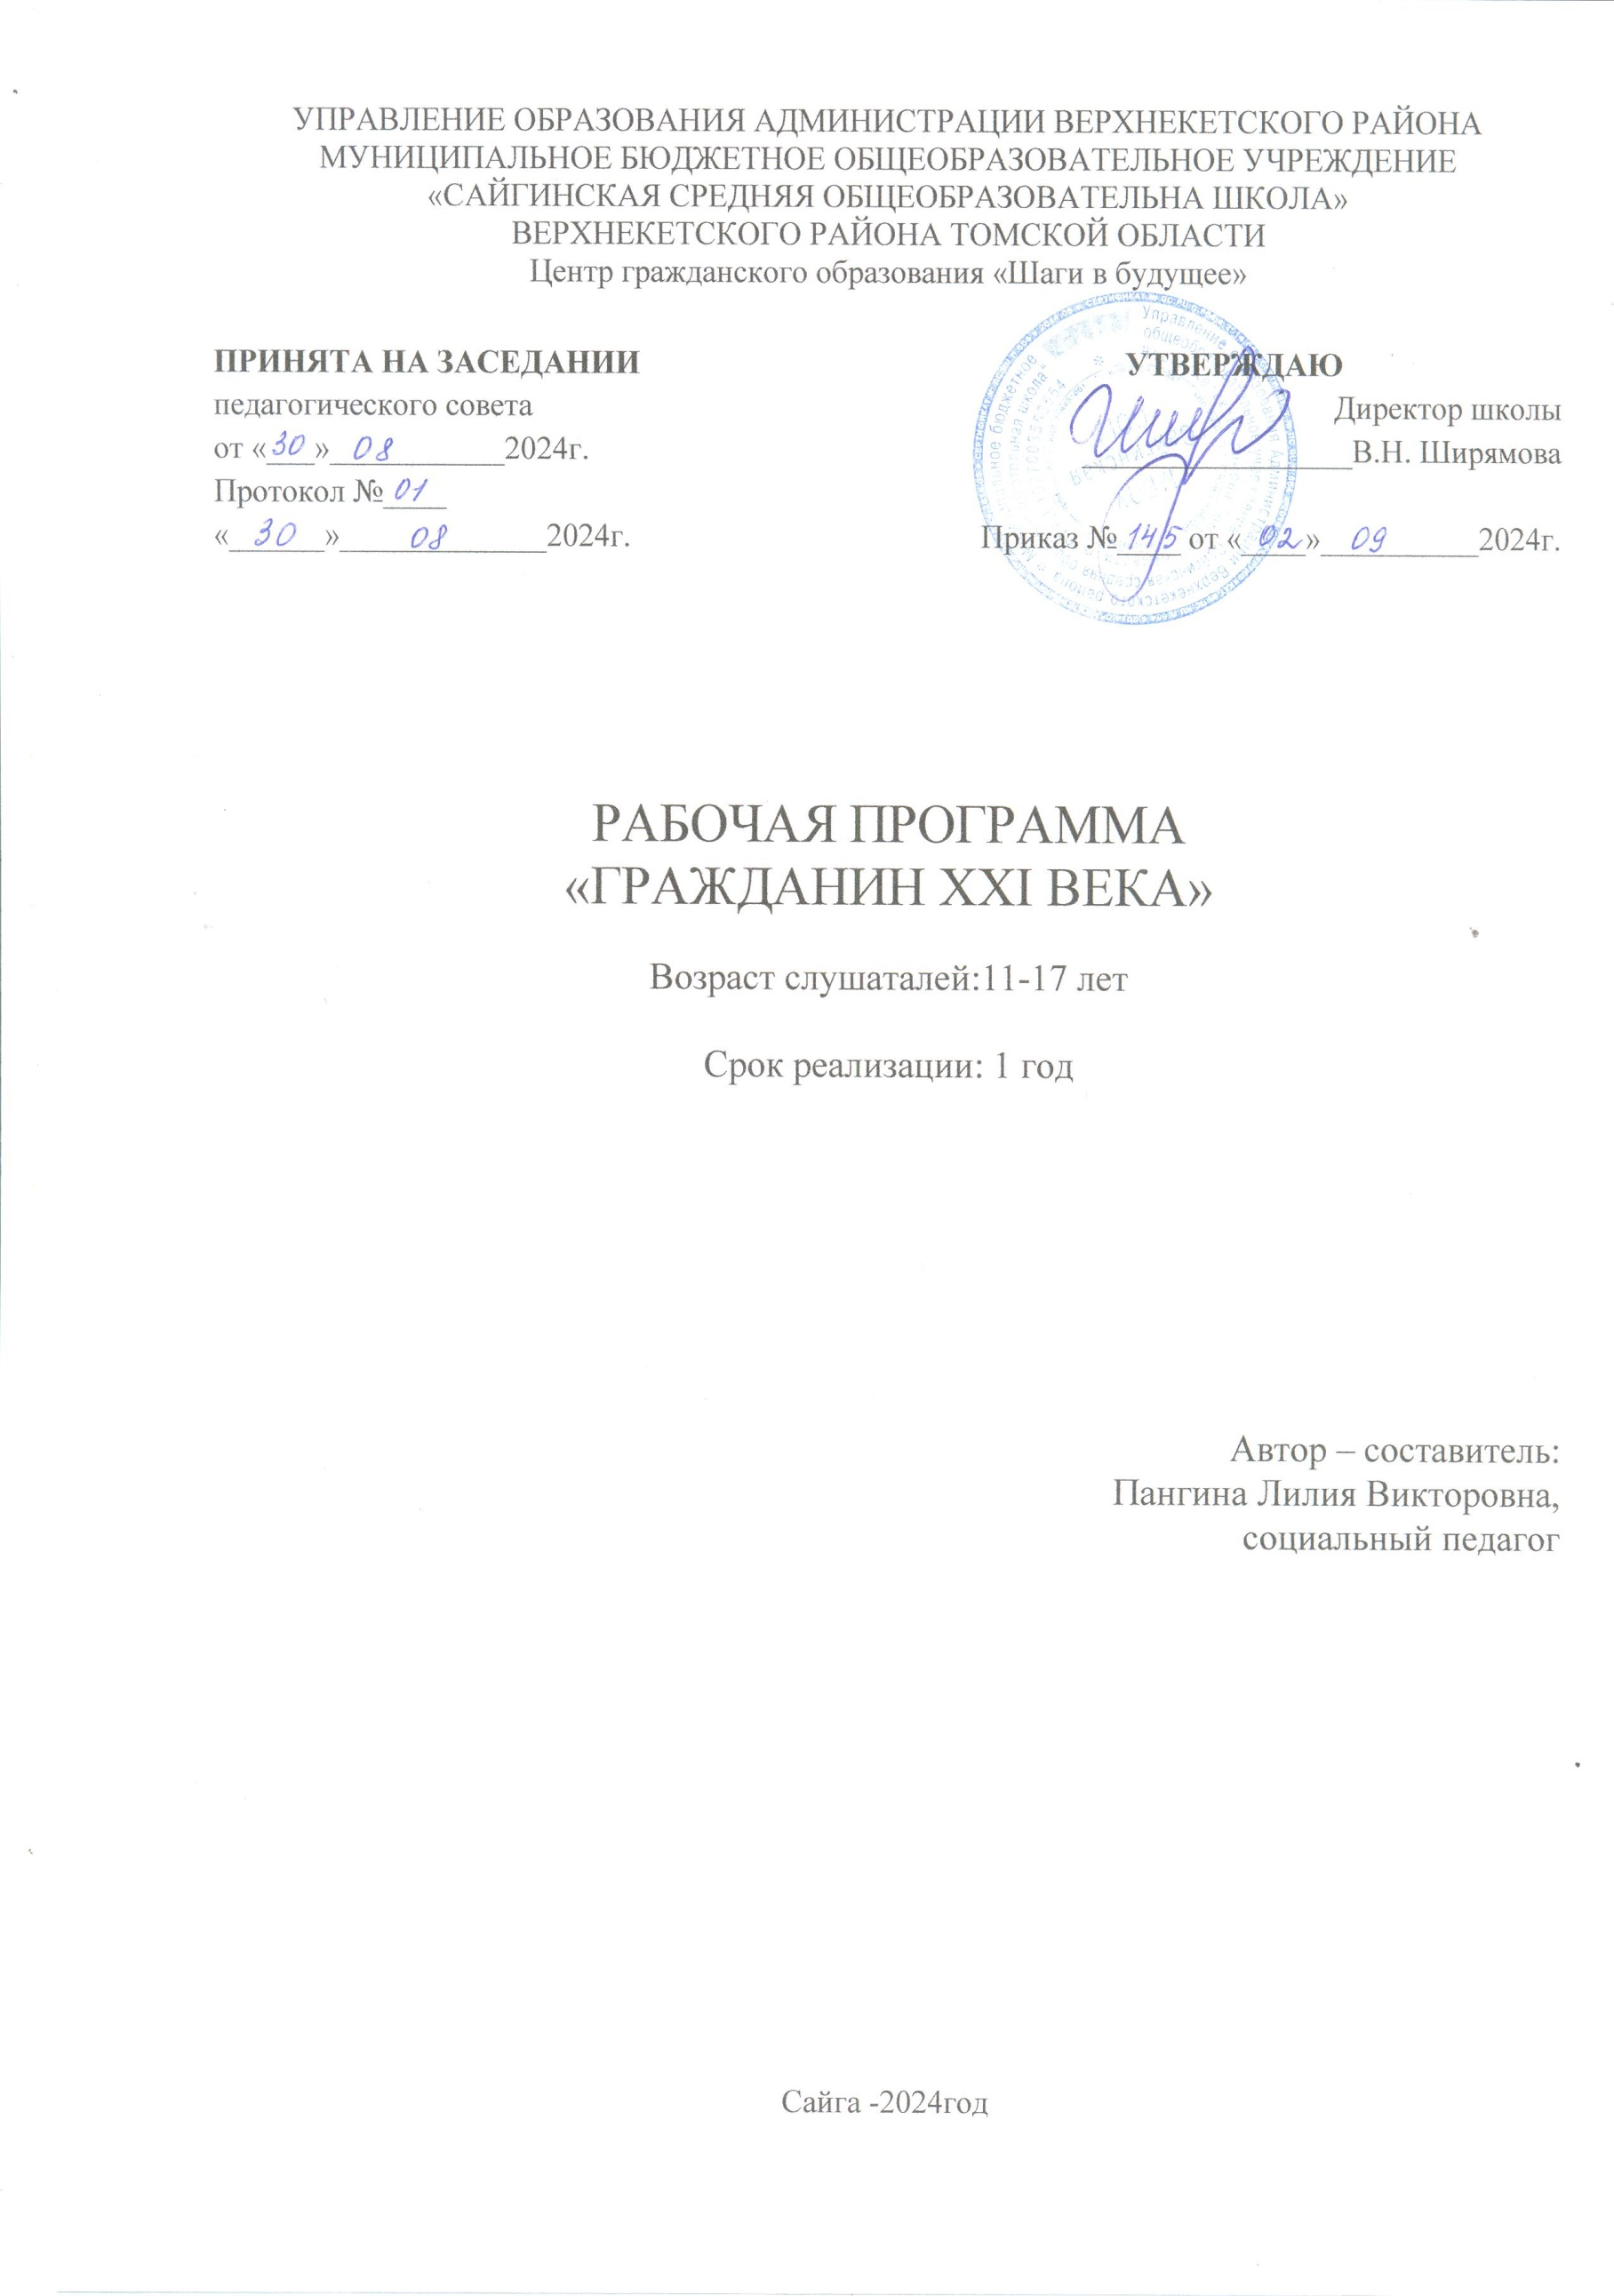 УПРАВЛЕНИЕ ОБРАЗОВАНИЯ АДМИНИСТРАЦИИ ВЕРХНЕКЕТСКОГО РАЙОНА
МУНИЦИПАЛЬНОЕ БЮДЖЕТНОЕ ОБЩЕОБРАЗОВАТЕЛЬНОЕ УЧРЕЖДЕНИЕ
«САЙГИНСКАЯ СРЕДНЯЯ ОБЩЕОБРАЗОВАТЕЛЬНА ШКОЛА»
ВЕРХНЕКЕТСКОГО РАЙОНА ТОМСКОЙ ОБЛАСТИ
Центр гражданского образования «Шаги в будущее»
ПРИНЯТА НА ЗАСЕДАНИИ
педагогического совета
от «30» 08 2024г.
Протокол № 01
«30» 08 2024г.
УТВЕРЖДАЮ
Директор школы
В.Н. Ширямова
Приказ № 145 от «02» 09 2024г.
РАБОЧАЯ ПРОГРАММА
«ГРАЖДАНИН XXI ВЕКА»
Возраст слушаталей:11-17 лет
Срок реализации: 1 год
Автор – составитель:
Пангина Лилия Викторовна,
социальный педагог
Сайга -2024год